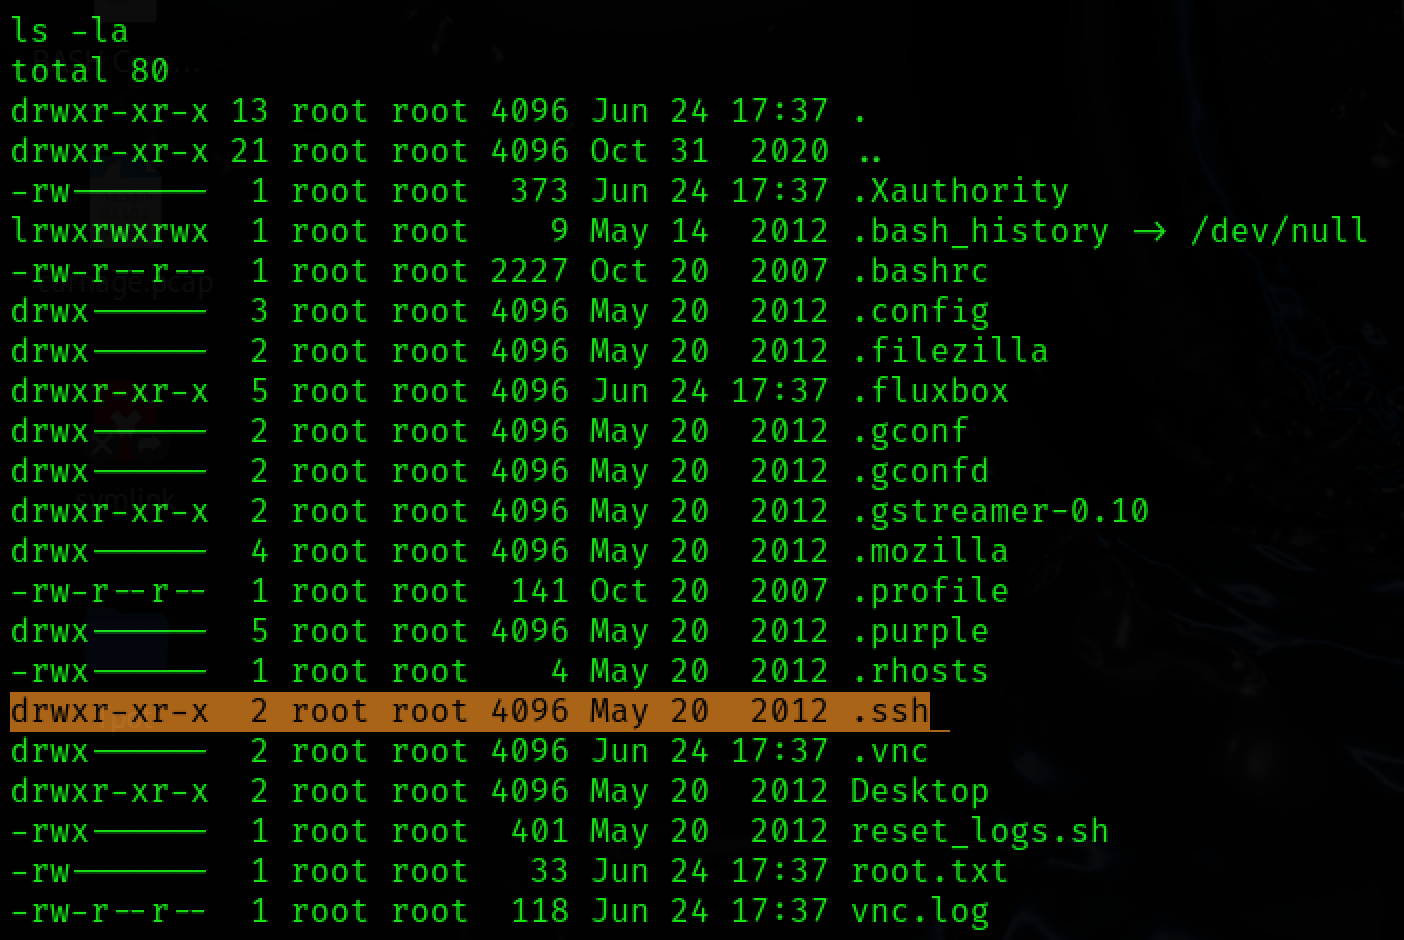 ls -la
total 80
drwxr-xr-x 13 root root 4096 Jun 24 17:37 .
drwxr-xr-x 21 root root 4096 Oct 31  2020 ..
-rw-------  1 root root  373 Jun 24 17:37 .Xauthority
lrwxrwxrwx  1 root root    9 May 14  2012 .bash_history -> /dev/null
-rw-r--r--  1 root root 2227 Oct 20  2007 .bashrc
drwx------  3 root root 4096 May 20  2012 .config
drwx------  2 root root 4096 May 20  2012 .filezilla
drwxr-xr-x  5 root root 4096 Jun 24 17:37 .fluxbox
drwx------  2 root root 4096 May 20  2012 .gconf
drwx------  2 root root 4096 May 20  2012 .gconfd
drwxr-xr-x  2 root root 4096 May 20  2012 .gstreamer-0.10
drwx------  4 root root 4096 May 20  2012 .mozilla
-rw-r--r--  1 root root  141 Oct 20  2007 .profile
drwx------  5 root root 4096 May 20  2012 .purple
-rwx------  1 root root    4 May 20  2012 .rhosts
drwxr-xr-x  2 root root 4096 May 20  2012 .ssh
drwx------  2 root root 4096 Jun 24 17:37 .vnc
drwxr-xr-x  2 root root 4096 May 20  2012 Desktop
-rwx------  1 root root  401 May 20  2012 reset_logs.sh
-rw-------  1 root root   33 Jun 24 17:37 root.txt
-rw-r--r--  1 root root  118 Jun 24 17:37 vnc.log
symlink